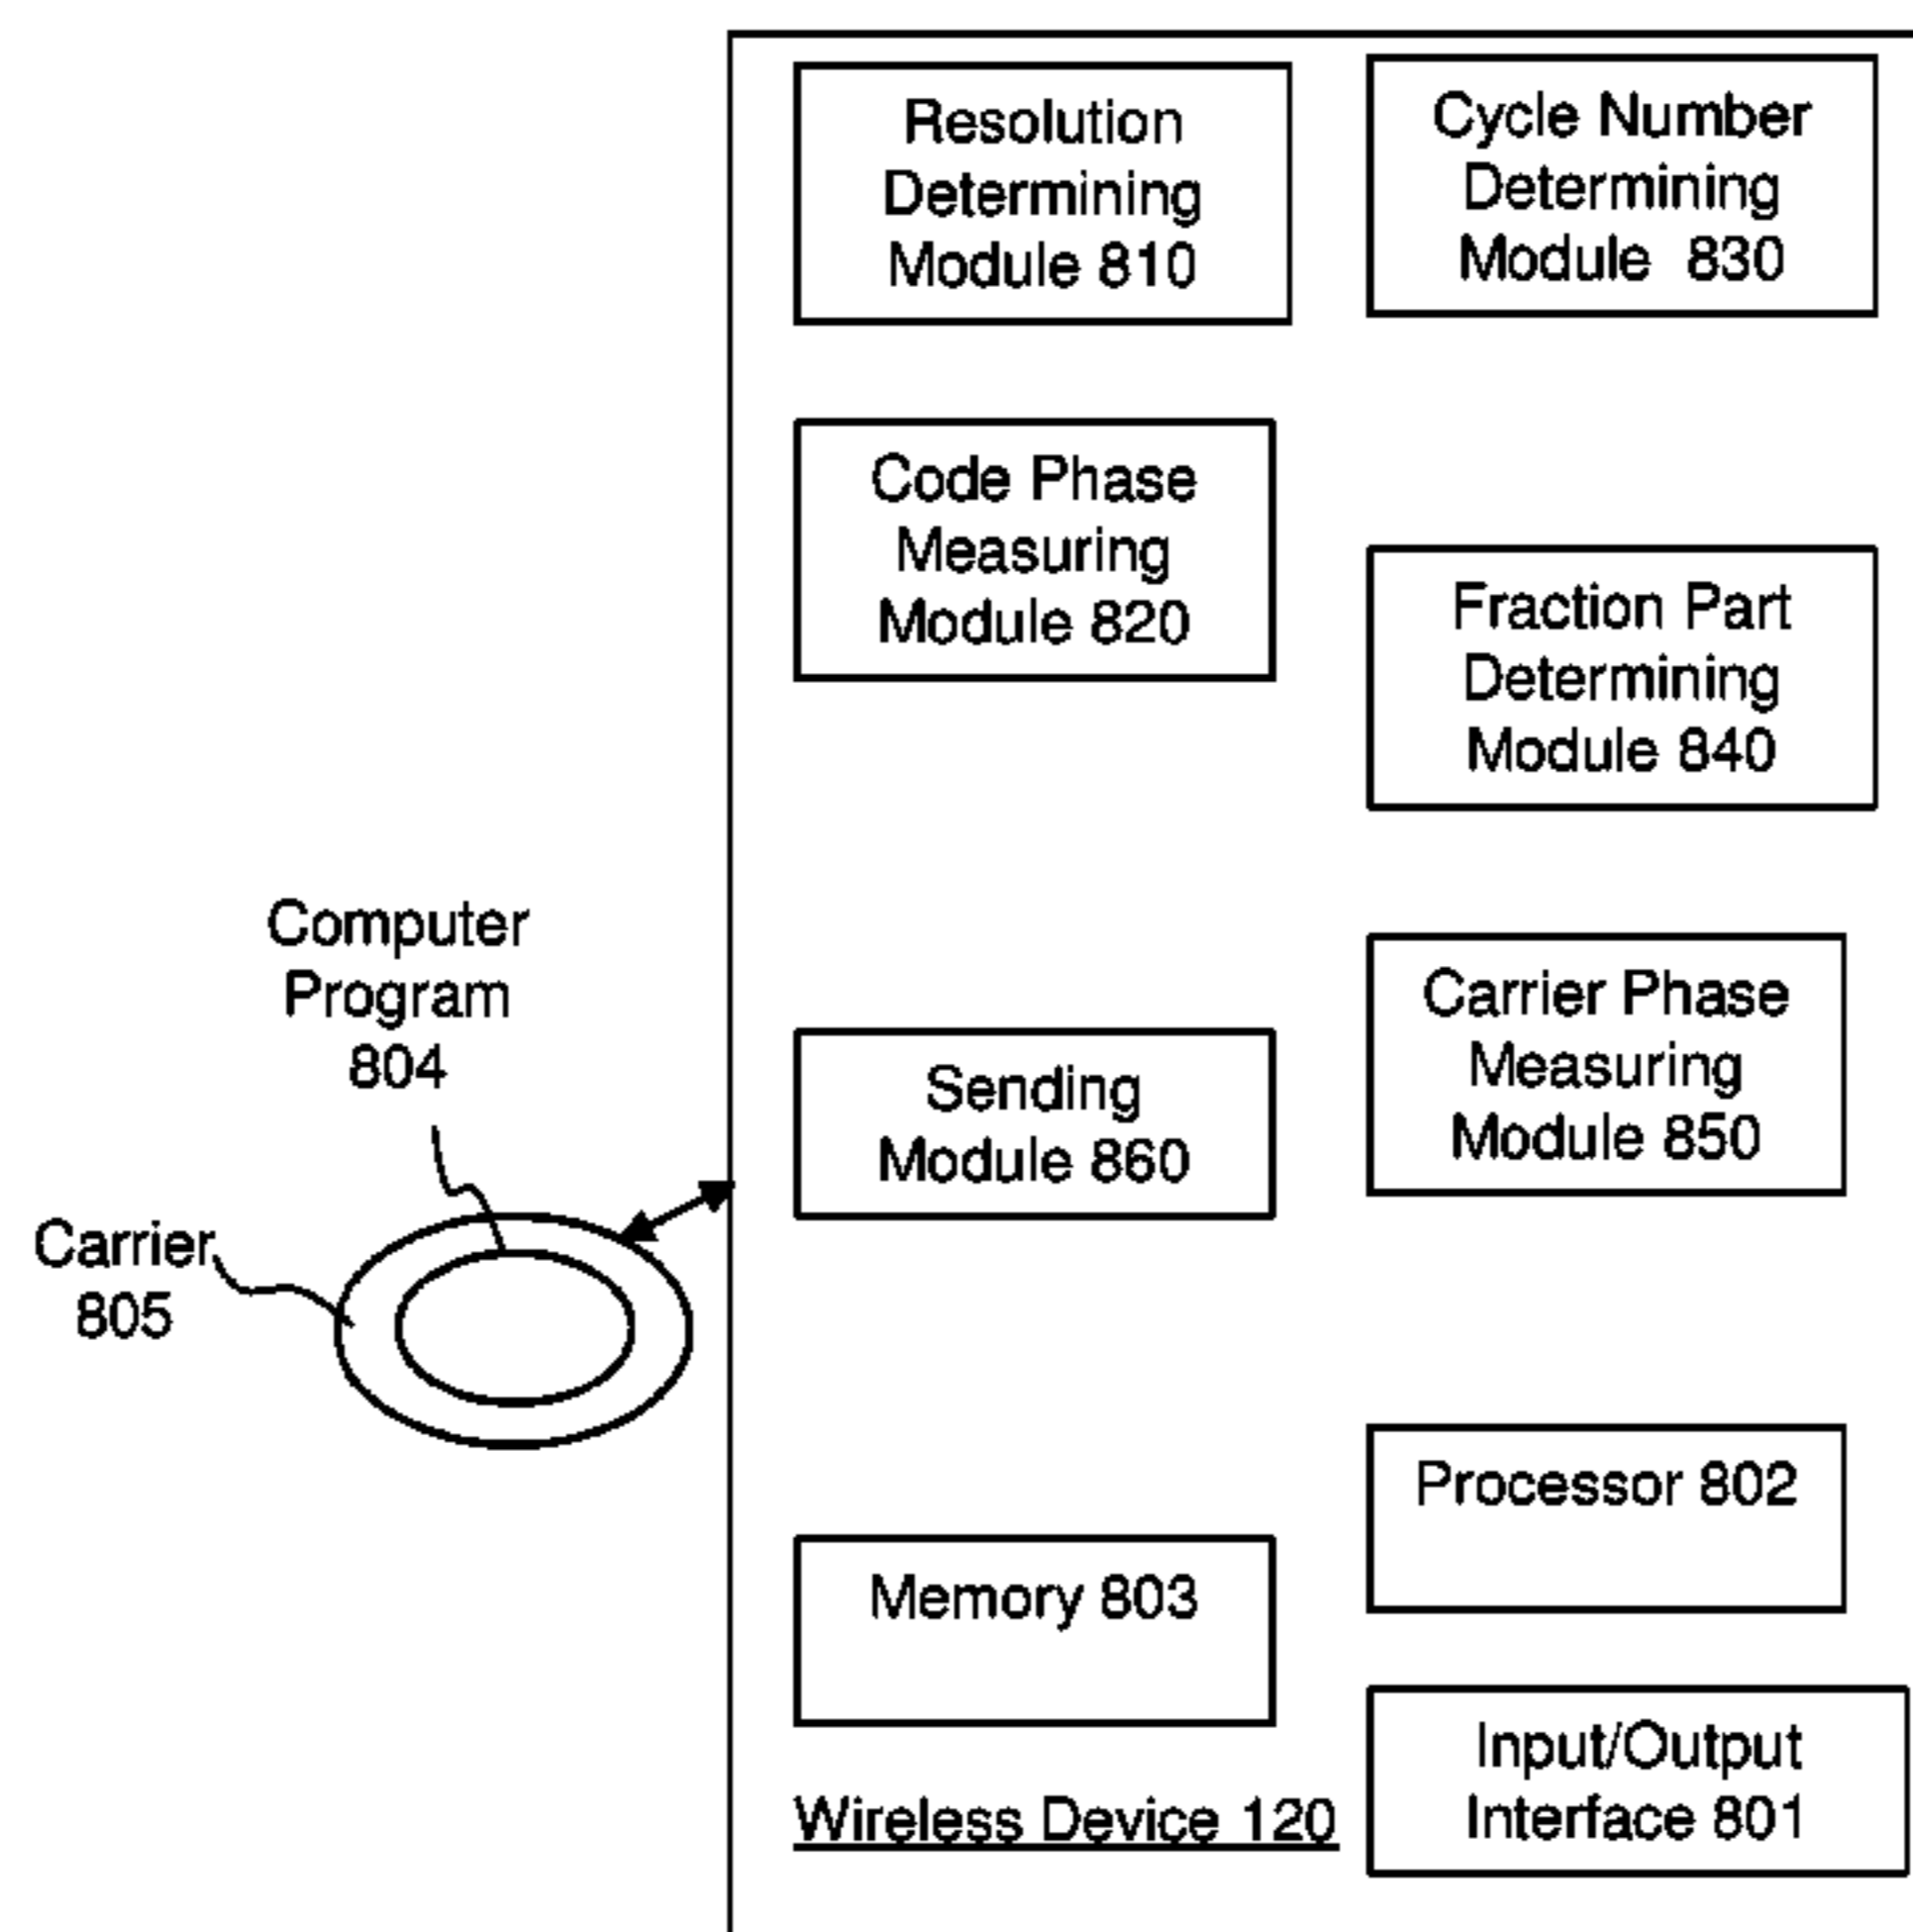 Resolution
Determining
Module 810
Cycle Number
Determining
Module 830
Code Phase
Measuring
Module 820
Fraction Part
Determining
Module 840
Computer
Program
804
Carrier Phase
Measuring
Module 850
Sending
Module 860
Carrier
805
Processor 802
Memory 803
Input/Output
Interface 801
Wireless Device 120